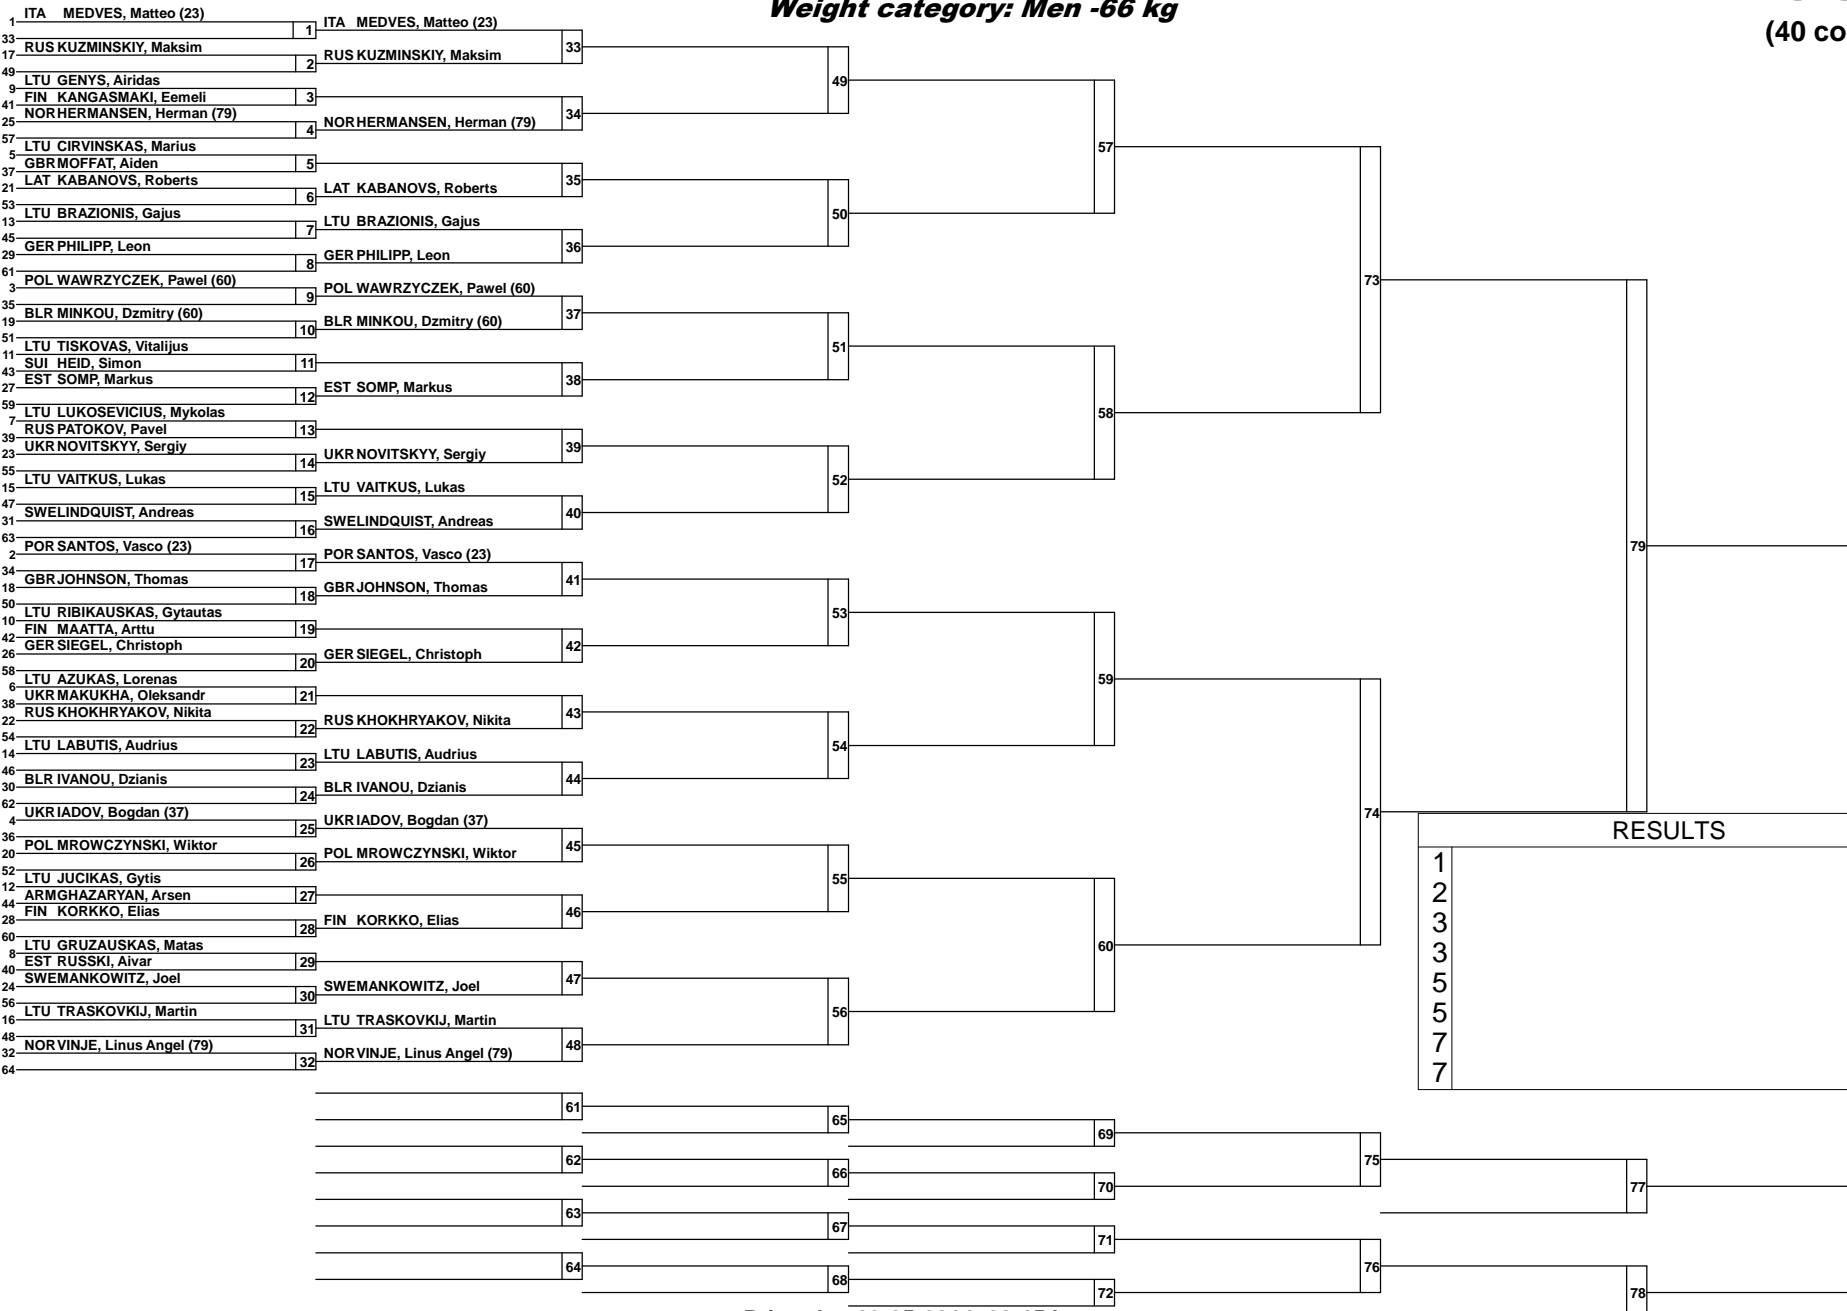 Weight category: Men -66 kg
(40 co
1 ITA MEDVES, Matteo (23)
33
17 RUS KUZMINSKIY, Maksim
49
9 LTU GENYS, Airidas
41 FIN KANGASMAKI, Eemeli
25 NOR HERMANSEN, Herman (79)
57
5 LTU CIRVINSKAS, Marius
37 GBR MOFFAT, Aiden
21 LAT KABANOVS, Roberts
53
13 LTU BRAZIONIS, Gajus
45
29 GER PHILIPP, Leon
61
3 POL WAWRZYCZEK, Pawel (60)
35
19 BLR MINKOU, Dzmitry (60)
51
11 LTU TISKOVAS, Vitalijus
43 SUI HEID, Simon
27 EST SOMP, Markus
59
7 LTU LUKOSEVICIUS, Mykolas
39 RUS PATOKOV, Pavel
23 UKR NOVITSKYY, Sergiy
55
15 LTU VAITKUS, Lukas
47
31 SWE LINDQUIST, Andreas
63
2 POR SANTOS, Vasco (23)
34
18 GBR JOHNSON, Thomas
50
10 LTU RIBIKAUSKAS, Gytautas
42 FIN MAATTA, Arttu
26 GER SIEGEL, Christoph
58
6 LTU AZUKAS, Lorenas
38 UKR MAKUKHA, Oleksandr
22 RUS KHOKHRYAKOV, Nikita
54
14 LTU LABUTIS, Audrius
46
30 BLR IVANOU, Dzianis
62
4 UKR IADOV, Bogdan (37)
36
20 POL MROWCZYNSKI, Wiktor
52
12 LTU JUCIKAS, Gytis
44 ARM GHAZARYAN, Arsen
28 FIN KORKKO, Elias
60
8 LTU GRUZAUSKAS, Matas
40 EST RUSSKI, Aivar
24 SWE MANKOWITZ, Joel
56
16 LTU TRASKOVKIJ, Martin
48
32 NOR VINJE, Linus Angel (79)
64
1 ITA MEDVES, Matteo (23)
2 RUS KUZMINSKIY, Maksim
3
4 NOR HERMANSEN, Herman (79)
5
6 LAT KABANOVS, Roberts
7 LTU BRAZIONIS, Gajus
8 GER PHILIPP, Leon
9 POL WAWRZYCZEK, Pawel (60)
10 BLR MINKOU, Dzmitry (60)
11
12 EST SOMP, Markus
13
14 UKR NOVITSKYY, Sergiy
15 LTU VAITKUS, Lukas
16 SWE LINDQUIST, Andreas
17 POR SANTOS, Vasco (23)
18 GBR JOHNSON, Thomas
19
20 GER SIEGEL, Christoph
21
22 RUS KHOKHRYAKOV, Nikita
23 LTU LABUTIS, Audrius
24 BLR IVANOU, Dzianis
25 UKR IADOV, Bogdan (37)
26 POL MROWCZYNSKI, Wiktor
27
28 FIN KORKKO, Elias
29
30 SWE MANKOWITZ, Joel
31 LTU TRASKOVKIJ, Martin
32 NOR VINJE, Linus Angel (79)
33
34
35
36
37
38
39
40
41
42
43
44
45
46
47
48
49
50
51
52
53
54
55
56
57
58
59
60
73
74
79
RESULTS
1
2
3
3
5
5
7
7
61
62
63
64
65
66
67
68
69
70
71
72
75
76
77
78